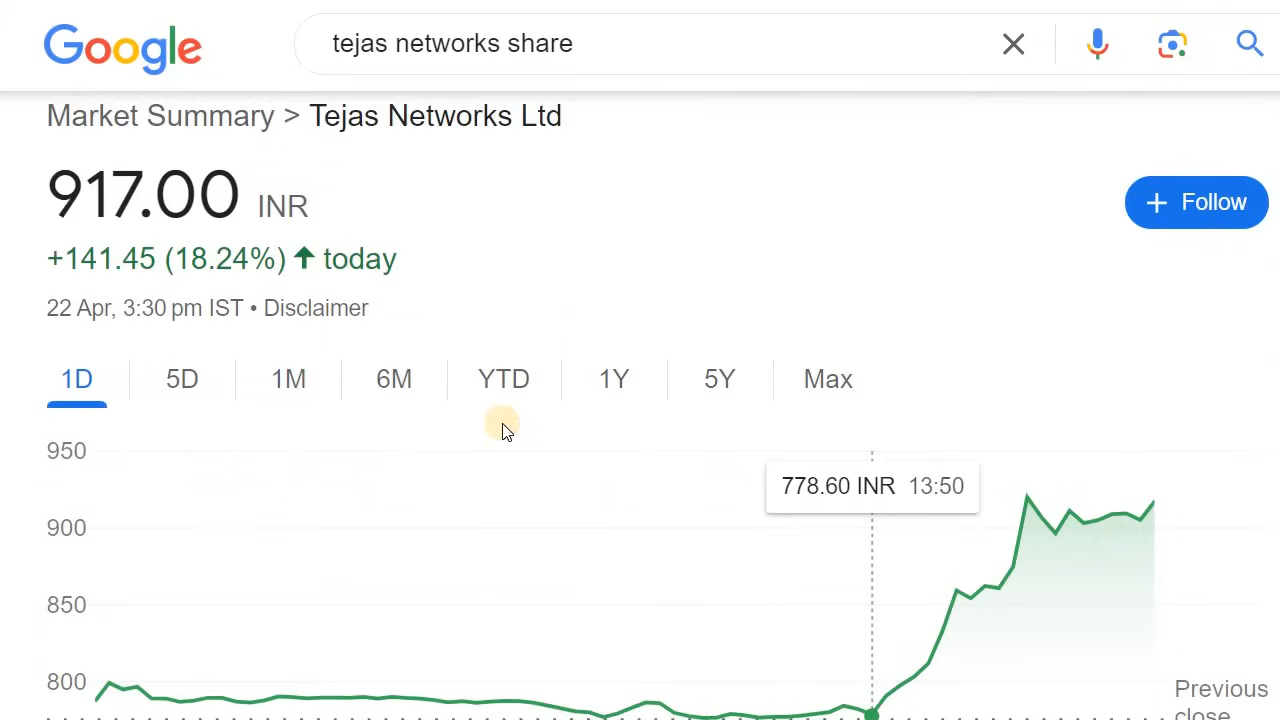 Google
tejas networks share
Market Summary > Tejas Networks Ltd
917.00 INR
+ Follow
+141.45 (18.24%) ↑ today
22 Apr, 3:30 pm IST • Disclaimer
1D 5D 1M 6M YTD 1Y 5Y Max
950
778.60 INR 13:50
900
850
800
Previous
close